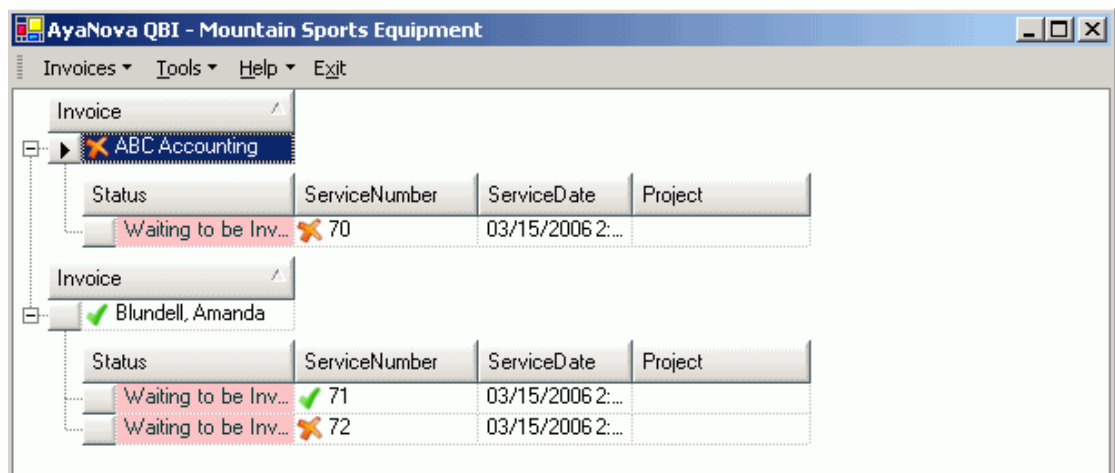 AyaNova QBI - Mountain Sports Equipment
Invoices Tools Help Exit
Invoice
ABC Accounting
Status ServiceNumber ServiceDate Project
Waiting to be Inv... 70 03/15/2006 2:...
Invoice
Blundell, Amanda
Status ServiceNumber ServiceDate Project
Waiting to be Inv... 71 03/15/2006 2:...
Waiting to be Inv... 72 03/15/2006 2:...